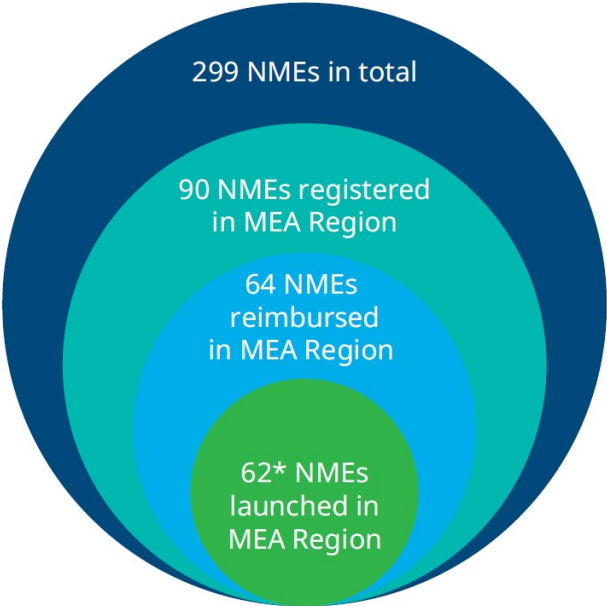 299 NMEs in total
90 NMEs registered
in MEA Region
64 NMEs
reimbursed
in MEA Region
62* NMEs
launched in
MEA Region